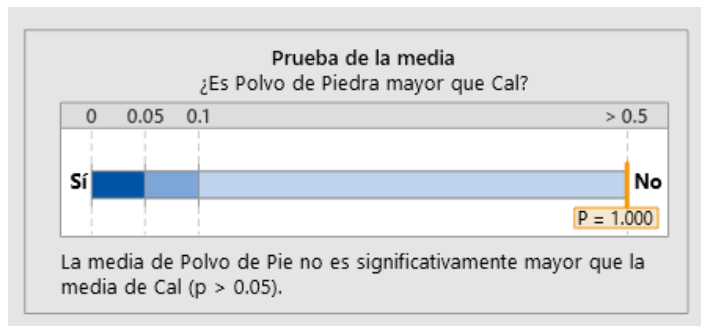 Prueba de la media
¿Es Polvo de Piedra mayor que Cal?
0 0.05 0.1 > 0.5
Sí No
P = 1.000
La media de Polvo de Pie no es significativamente mayor que la
media de Cal (p > 0.05).